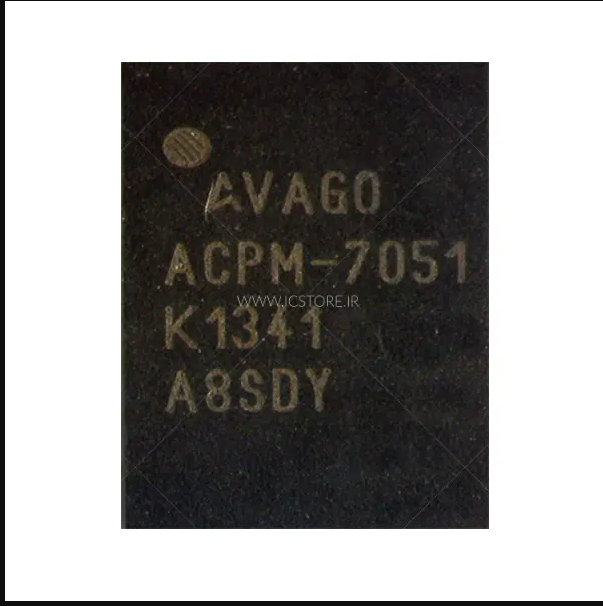 AVAGO
ACPM-7051
WWW.ICSTORE.IR
K1341
A8SDY